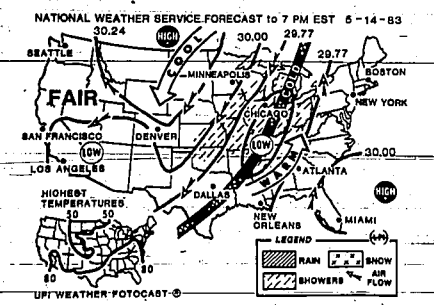 NATIONAL WEATHER SERVICE FORECAST to 7 PM EST 5-14-83
30.24
HIGH
30.00
29.77
29.77
SEATTLE
COOL
MINNEAPOLIS
COLD
BOSTON
FAIR
NEW YORK
CHICAGO
SAN FRANCISCO
DENVER
LOW
LOW
30.00
LOS ANGELES
WARM
ATLANTA
HIGHEST
TEMPERATURES
DALLAS
HIGH
50
50
NEW
ORLEANS
MIAMI
LEGEND
UPI
RAIN
SNOW
80
80
SHOWERS
AIR
FLOW
UPI WEATHER FOTOCAST ®